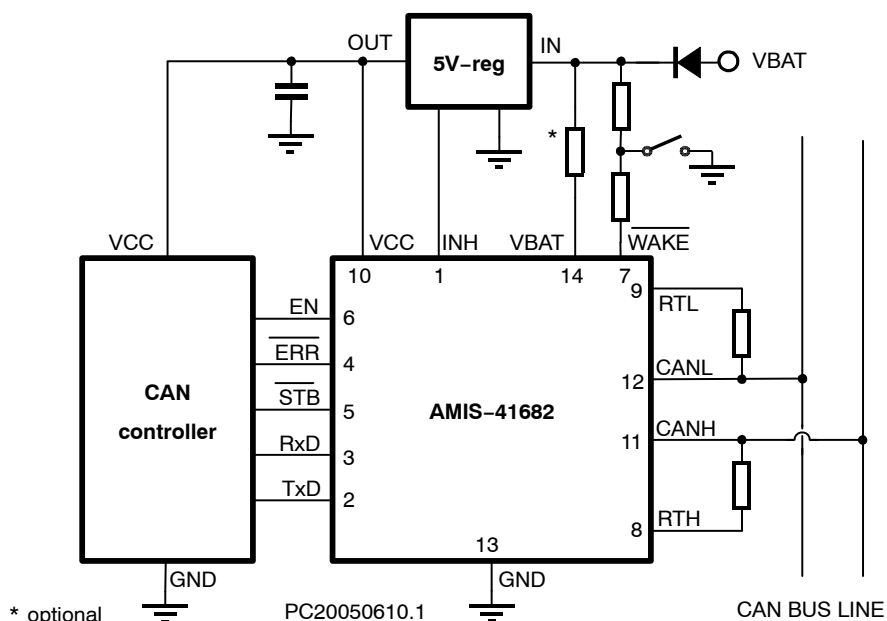 OUT
5V−reg
IN
VBAT
*
VCC
VCC
INH
VBAT
WAKE
10
1
14
7
9
RTL
EN
6
ERR
4
CANL
12
CAN
controller
STB
5
AMIS−41682
CANH
11
RxD
3
TxD
2
RTH
8
13
GND
GND
* optional
PC20050610.1
CAN BUS LINE